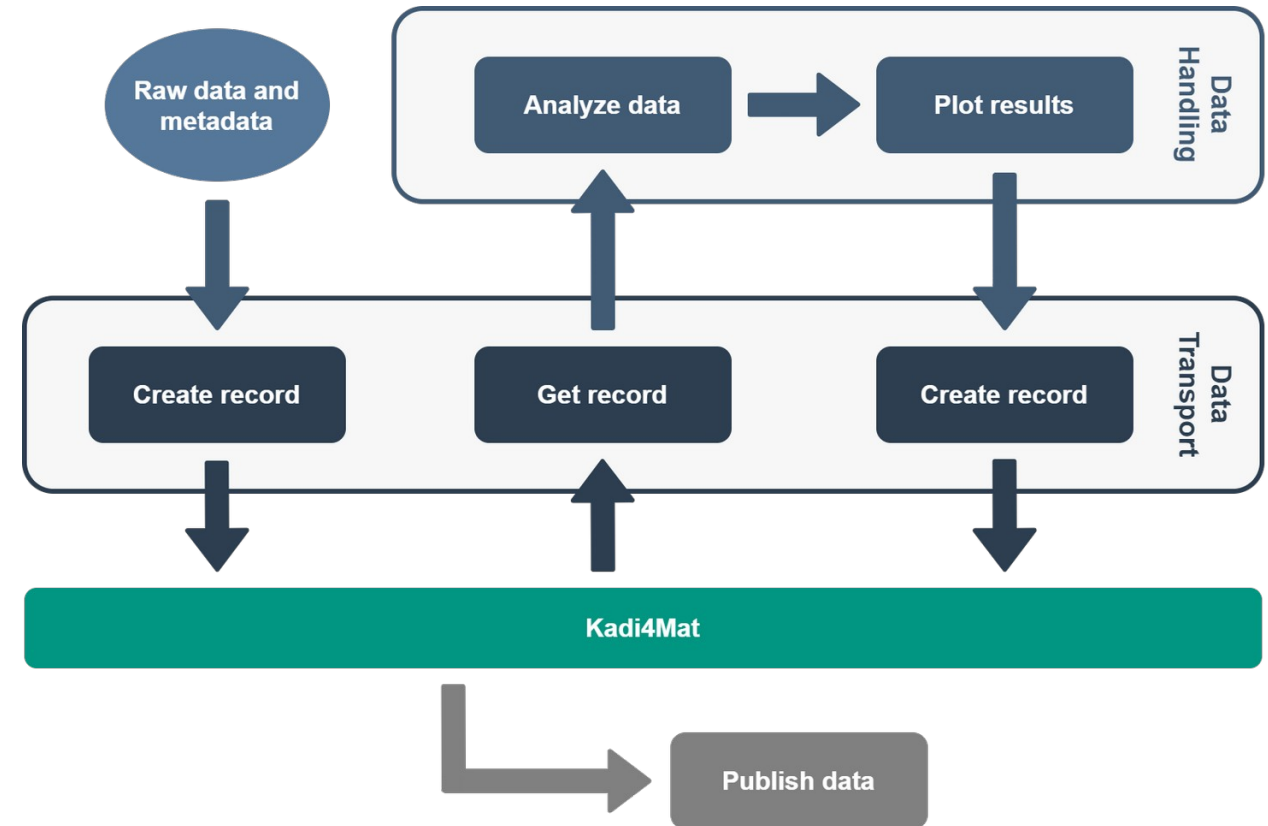 Raw data and
metadata
Analyze data
Plot results
Data
Handling
Create record
Get record
Create record
Data
Transport
Kadi4Mat
Publish data